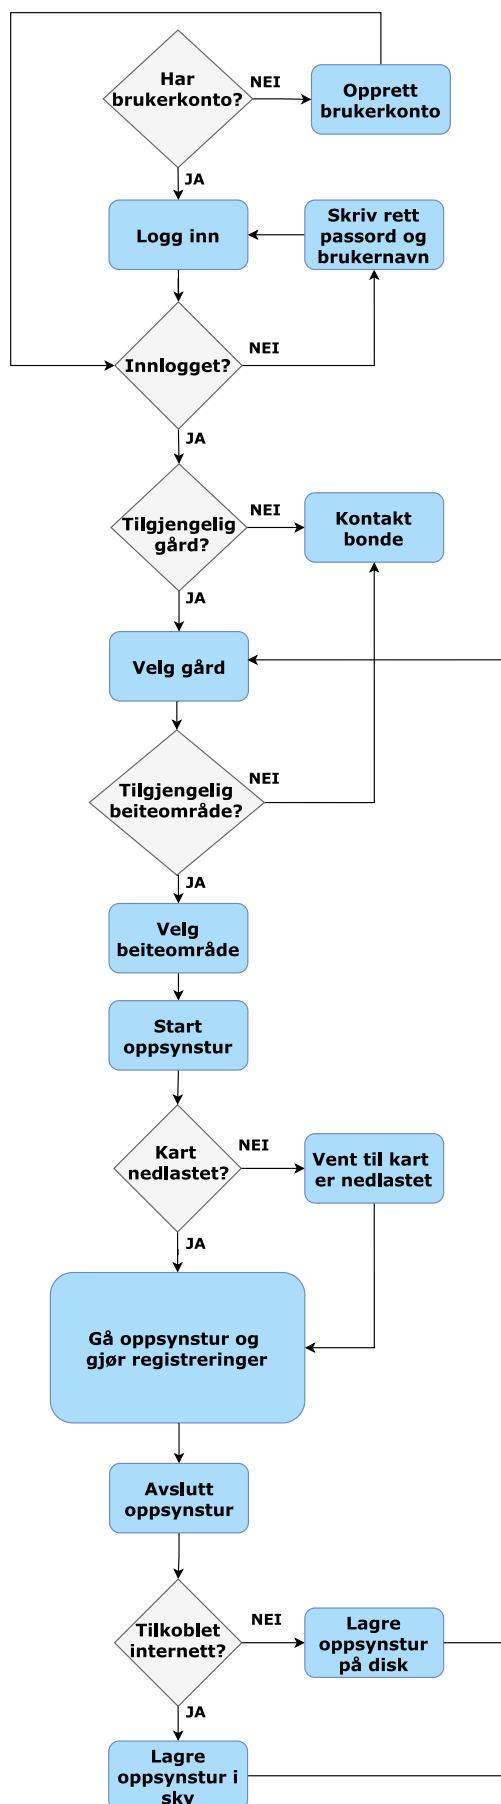 Har
brukerkonto?
NEI
Opprett
brukerkonto
JA
Logg inn
Skriv rett
passord og
brukernavn
Innlogget?
NEI
JA
Tilgjengelig
gård?
NEI
Kontakt
bonde
JA
Velg gård
Tilgjengelig
beiteområde?
NEI
JA
Velg
beiteområde
Start
oppsynstur
Kart
nedlastet?
NEI
Vent til kart
er nedlastet
JA
Gå oppsynstur og
gjør registreringer
Avslutt
oppsynstur
Tilkoblet
internett?
NEI
Lagre
oppsynstur
på disk
JA
Lagre
oppsynstur i
sky